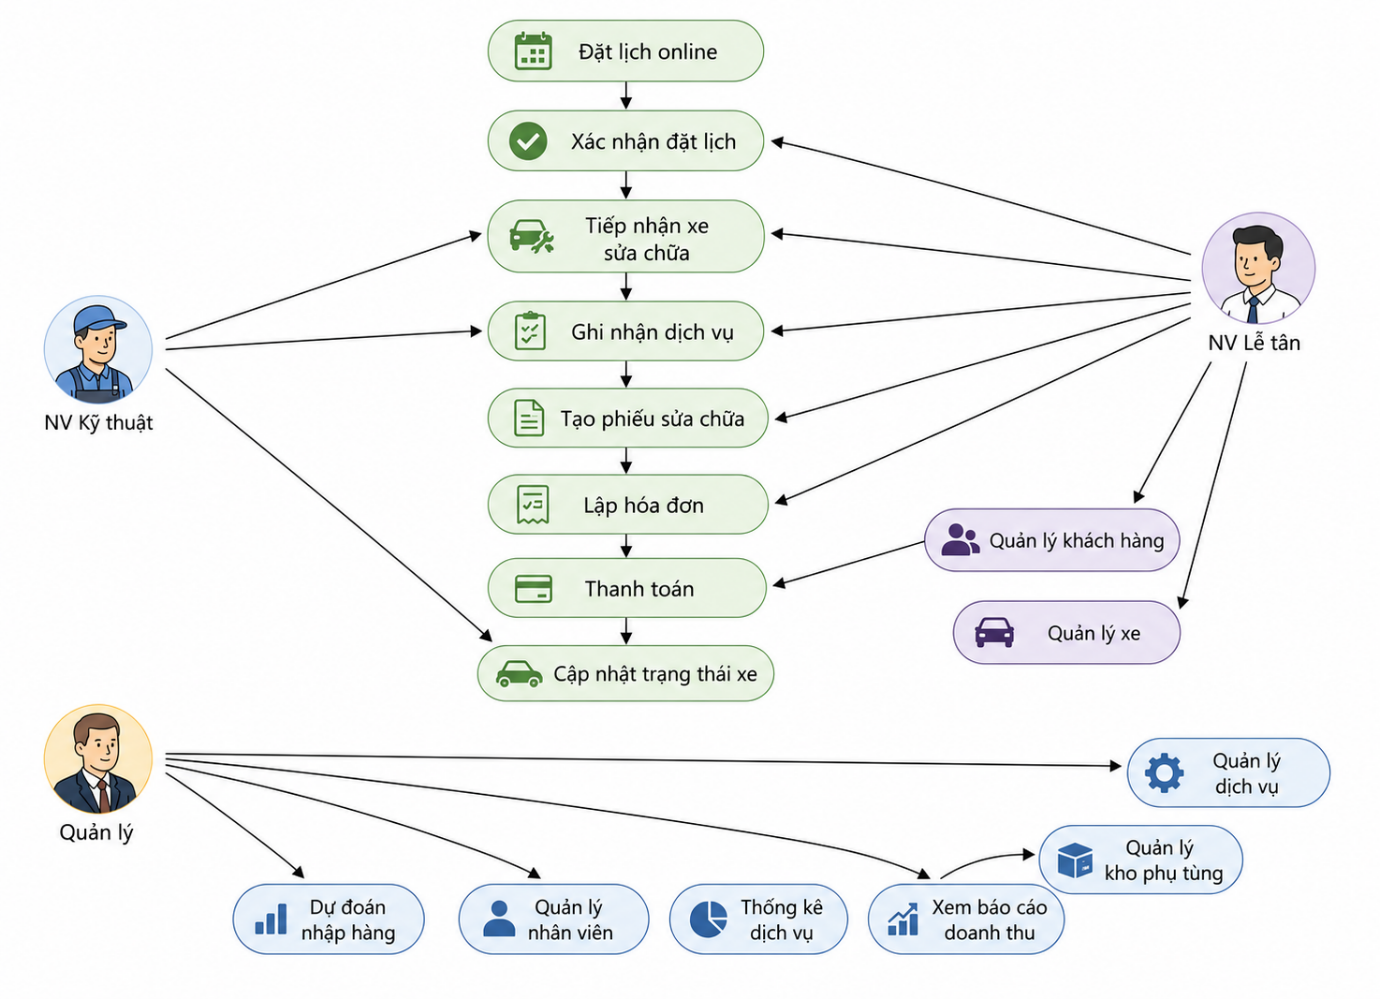 Đặt lịch online
Xác nhận đặt lịch
Tiếp nhận xe
sửa chữa
Ghi nhận dịch vụ
NV Lễ tân
NV Kỹ thuật
Tạo phiếu sửa chữa
Lập hóa đơn
Quản lý khách hàng
Thanh toán
Quản lý xe
Cập nhật trạng thái xe
Quản lý
Quản lý
dịch vụ
Quản lý
kho phụ tùng
Dự đoán
nhập hàng
Quản lý
nhân viên
Thống kê
dịch vụ
Xem báo cáo
doanh thu